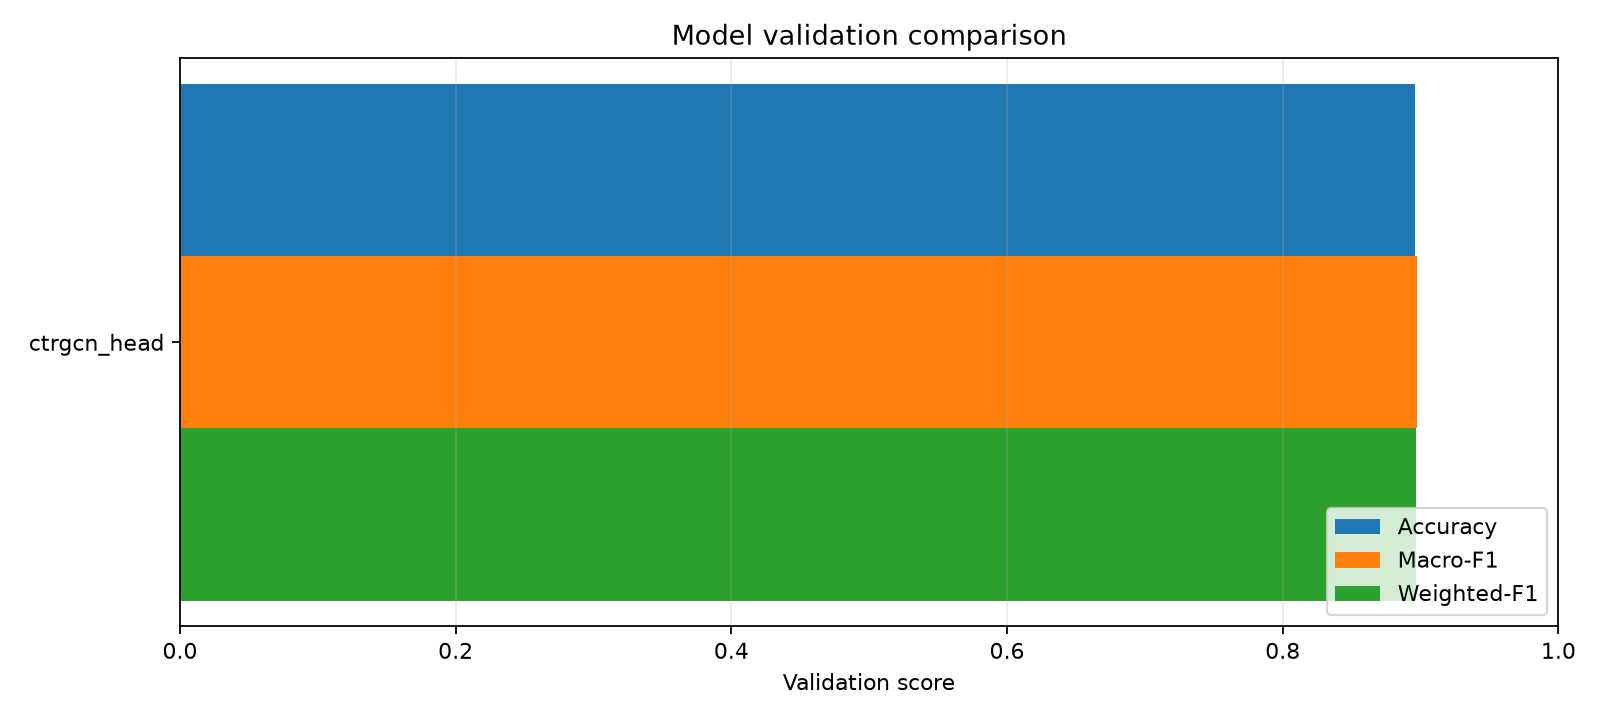 Model validation comparison
ctrgcn_head
Accuracy
Macro-F1
Weighted-F1
0.0 0.2 0.4 0.6 0.8 1.0
Validation score